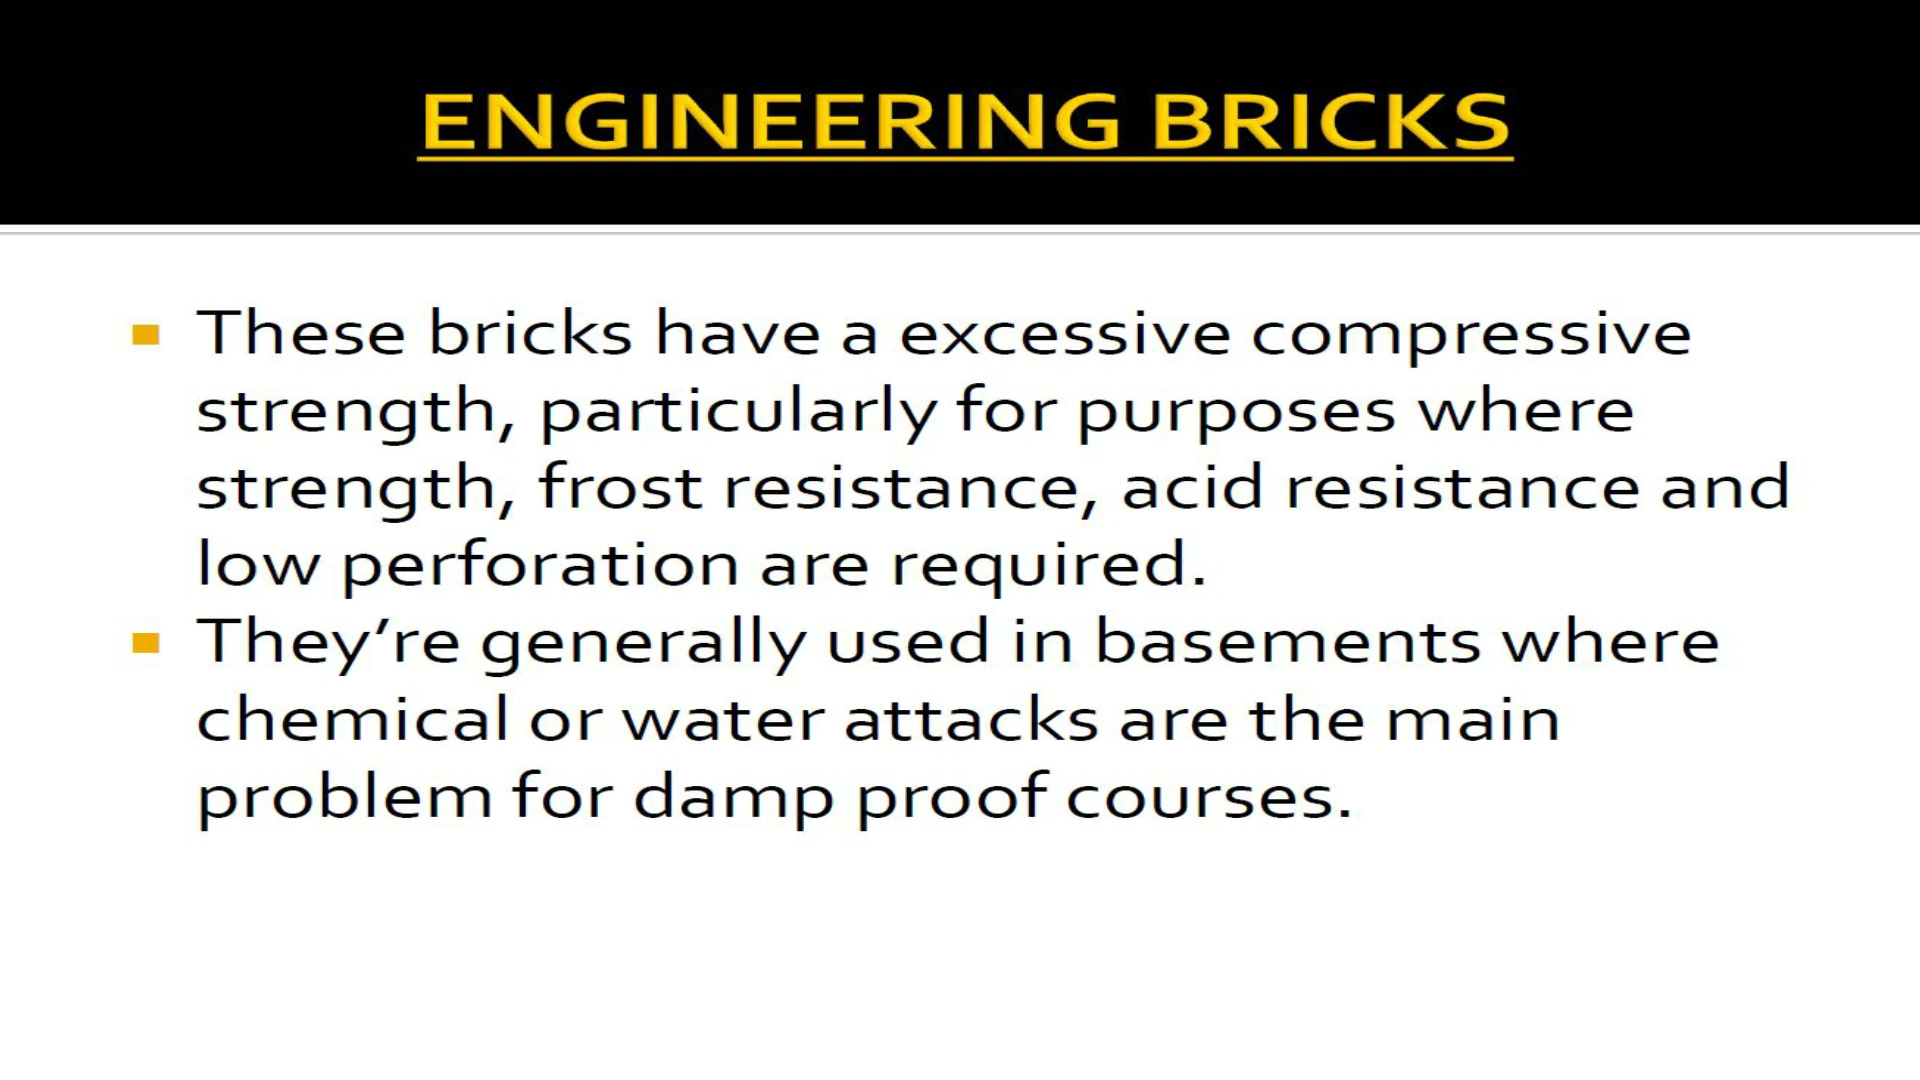 ENGINEERING BRICKS
These bricks have a excessive compressive
strength, particularly for purposes where
strength, frost resistance, acid resistance and
low perforation are required.
They’re generally used in basements where
chemical or water attacks are the main
problem for damp proof courses.